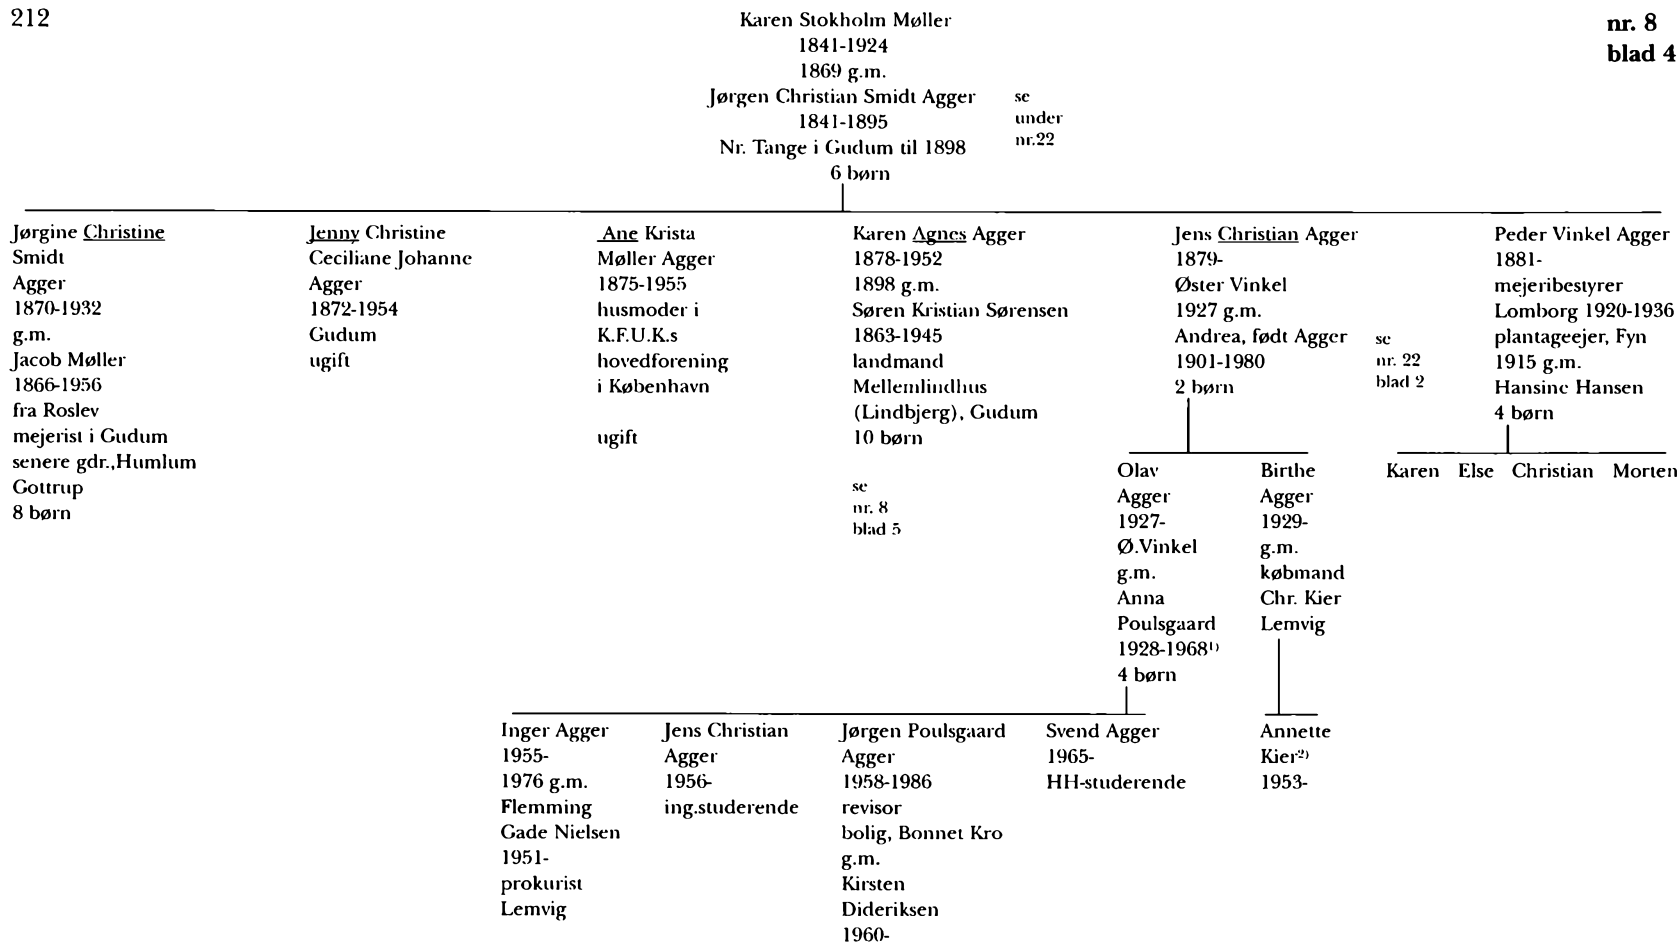 212
nr. 8
blad 4
Karen Stokholm Møller
1841-1924
1869 g.m.
Jørgen Christian Smidt Agger
1841-1895
Nr. Tange i Gudum til 1898
6 børn
se
under
nr.22
Jørgine Christine
Smidt
Agger
1870-1932
g.m.
Jacob Møller
1866-1956
fra Roslev
mejerist i Gudum
senere gdr.,Humlum
Gottrup
8 børn
Jenny Christine
Ceciliane Johanne
Agger
1872-1954
Gudum
ugift
Ane Krista
Møller Agger
1875-1955
husmoder i
K.F.U.K.s
hovedforening
i København
ugift
Karen Agnes Agger
1878-1952
1898 g.m.
Søren Kristian Sørensen
1863-1945
landmand
Mellemlindhus
(Lindbjerg), Gudum
10 børn
se
nr. 8
blad 5
Jens Christian Agger
1879-
Øster Vinkel
1927 g.m.
Andrea, født Agger
1901-1980
2 børn
se
nr. 22
blad 2
Peder Vinkel Agger
1881-
mejeribestyrer
Lomborg 1920-1936
plantageejer, Fyn
1915 g.m.
Hansine Hansen
4 børn
Olav
Agger
1927-
Ø.Vinkel
g.m.
Anna
Poulsgaard
1928-1968¹⁾
4 børn
Birthe
Agger
1929-
g.m.
købmand
Chr. Kier
Lemvig
Karen Else Christian Morten
Inger Agger
1955-
1976 g.m.
Flemming
Gade Nielsen
1951-
prokurist
Lemvig
Jens Christian
Agger
1956-
ing.studerende
Jørgen Poulsgaard
Agger
1958-1986
revisor
bolig, Bonnet Kro
g.m.
Kirsten
Dideriksen
1960-
Svend Agger
1965-
HH-studerende
Annette
Kier²⁾
1953-